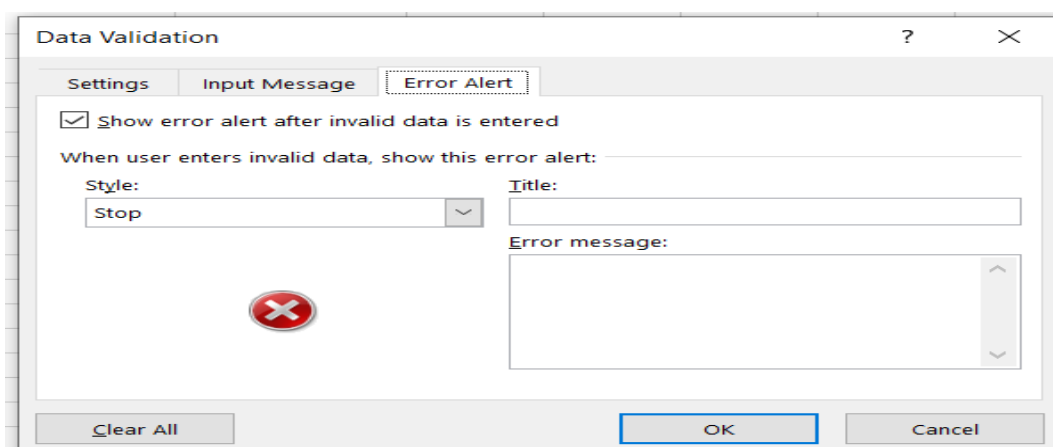 Data Validation ?
Settings Input Message Error Alert
Show error alert after invalid data is entered
When user enters invalid data, show this error alert:
Style: Title:
Stop
Error message:
Clear All OK Cancel